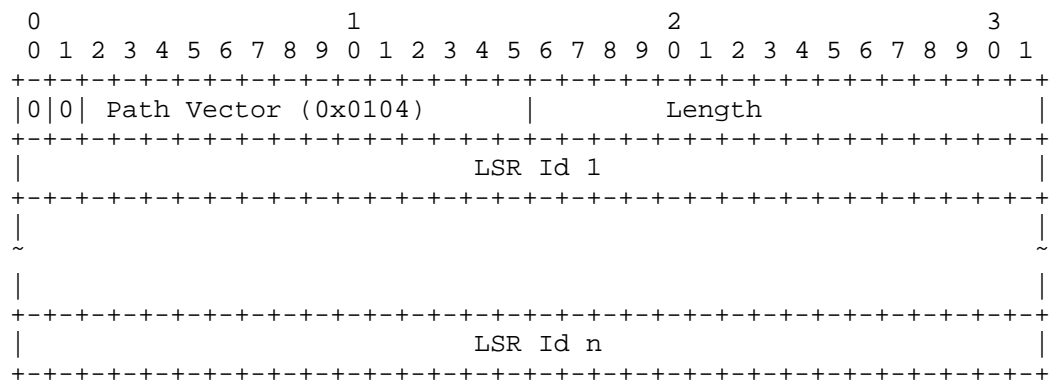 0                   1                   2                   3
 0 1 2 3 4 5 6 7 8 9 0 1 2 3 4 5 6 7 8 9 0 1 2 3 4 5 6 7 8 9 0 1
+-+-+-+-+-+-+-+-+-+-+-+-+-+-+-+-+-+-+-+-+-+-+-+-+-+-+-+-+-+-+-+-+
|0|0| Path Vector (0x0104)      |        Length                 |
+-+-+-+-+-+-+-+-+-+-+-+-+-+-+-+-+-+-+-+-+-+-+-+-+-+-+-+-+-+-+-+-+
|                            LSR Id 1                           |
+-+-+-+-+-+-+-+-+-+-+-+-+-+-+-+-+-+-+-+-+-+-+-+-+-+-+-+-+-+-+-+-+
|                                                               |
~                                                               ~
|                                                               |
+-+-+-+-+-+-+-+-+-+-+-+-+-+-+-+-+-+-+-+-+-+-+-+-+-+-+-+-+-+-+-+-+
|                            LSR Id n                           |
+-+-+-+-+-+-+-+-+-+-+-+-+-+-+-+-+-+-+-+-+-+-+-+-+-+-+-+-+-+-+-+-+